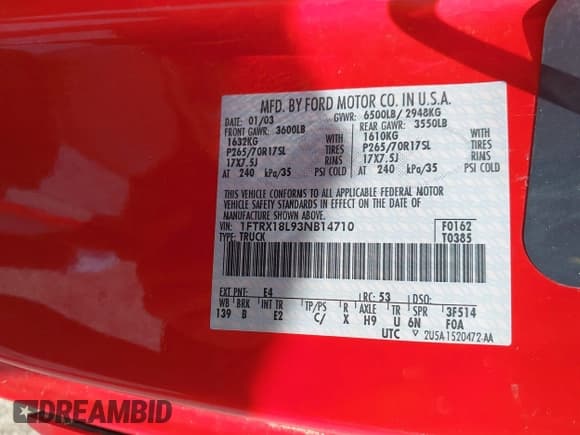 MFD. BY FORD MOTOR CO. IN U.S.A.
DATE: 01/03 GVWR: 6500LB/ 2948KG
FRONT GAWR: 3600LB REAR GAWR: 3550LB
1632KG WITH 1610KG WITH
P265/70R17SL TIRES P265/70R17SL TIRES
17X7.5J RIMS 17X7.5J RIMS
AT 240 kPa/35 PSI COLD AT 240 kPa/35 PSI COLD
THIS VEHICLE CONFORMS TO ALL APPLICABLE FEDERAL MOTOR
VEHICLE SAFETY STANDARDS IN EFFECT ON THE DATE OF
MANUFACTURE SHOWN ABOVE.
VIN: 1FTRX18L93NB14710 F0162
TYPE: TRUCK T0385
EXT PNT: E4 RC: 53 DSO:
WB BRK INT TR TP/PS R AXLE TR SPR 3F514
139 B E2 C/ X H9 U 6N F0A
UTC 2U5A-1520472-AA
DREAMBID